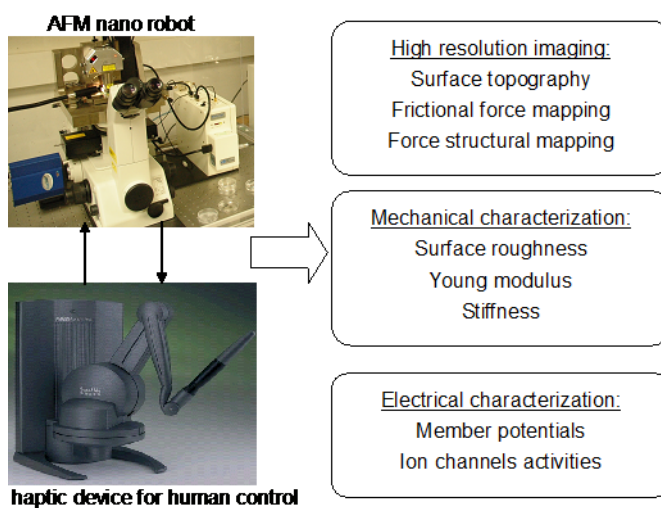 AFM nano robot
haptic device for human control
High resolution imaging:
Surface topography
Frictional force mapping
Force structural mapping
Mechanical characterization:
Surface roughness
Young modulus
Stiffness
Electrical characterization:
Member potentials
Ion channels activities